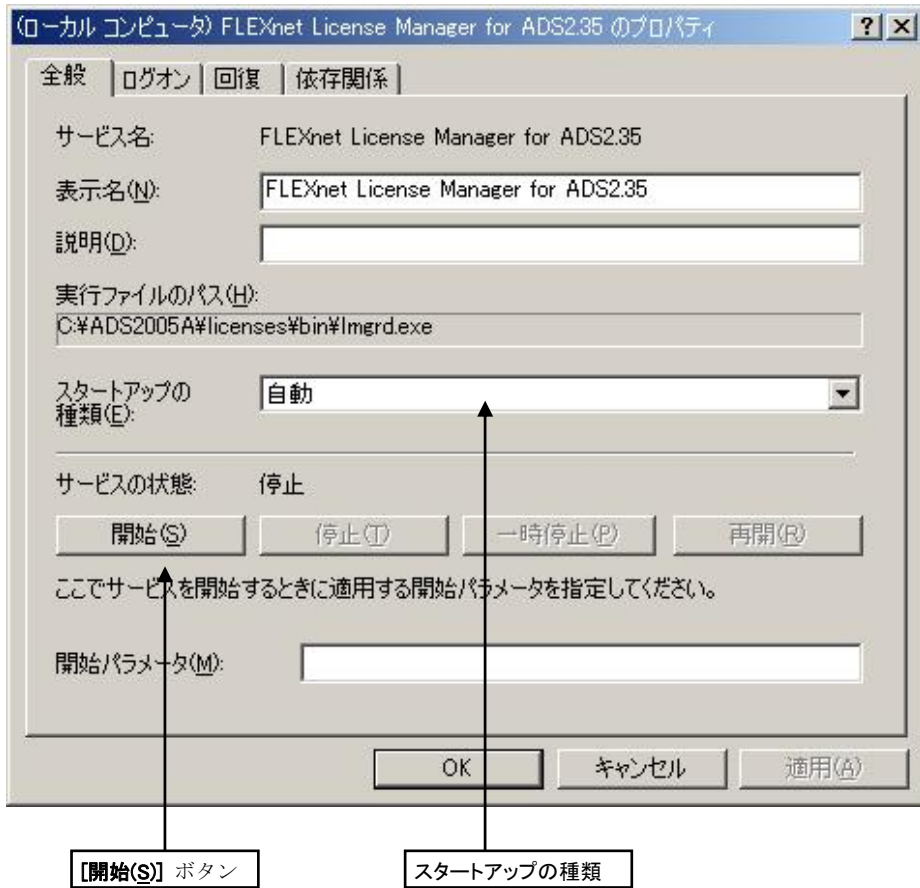 (ローカル コンピュータ) FLEXnet License Manager for ADS2.35 のプロパティ
全般 ログオン 回復 依存関係
サービス名: FLEXnet License Manager for ADS2.35
表示名(N): FLEXnet License Manager for ADS2.35
説明(D):
実行ファイルのパス(H):
C:¥ADS2005A¥licenses¥bin¥lmgrd.exe
スタートアップの
種類(E): 自動
サービスの状態: 停止
開始(S) 停止(T) 一時停止(P) 再開(R)
ここでサービスを開始するときに適用する開始パラメータを指定してください。
開始パラメータ(M):
OK キャンセル 適用(A)
[開始(S)] ボタン スタートアップの種類